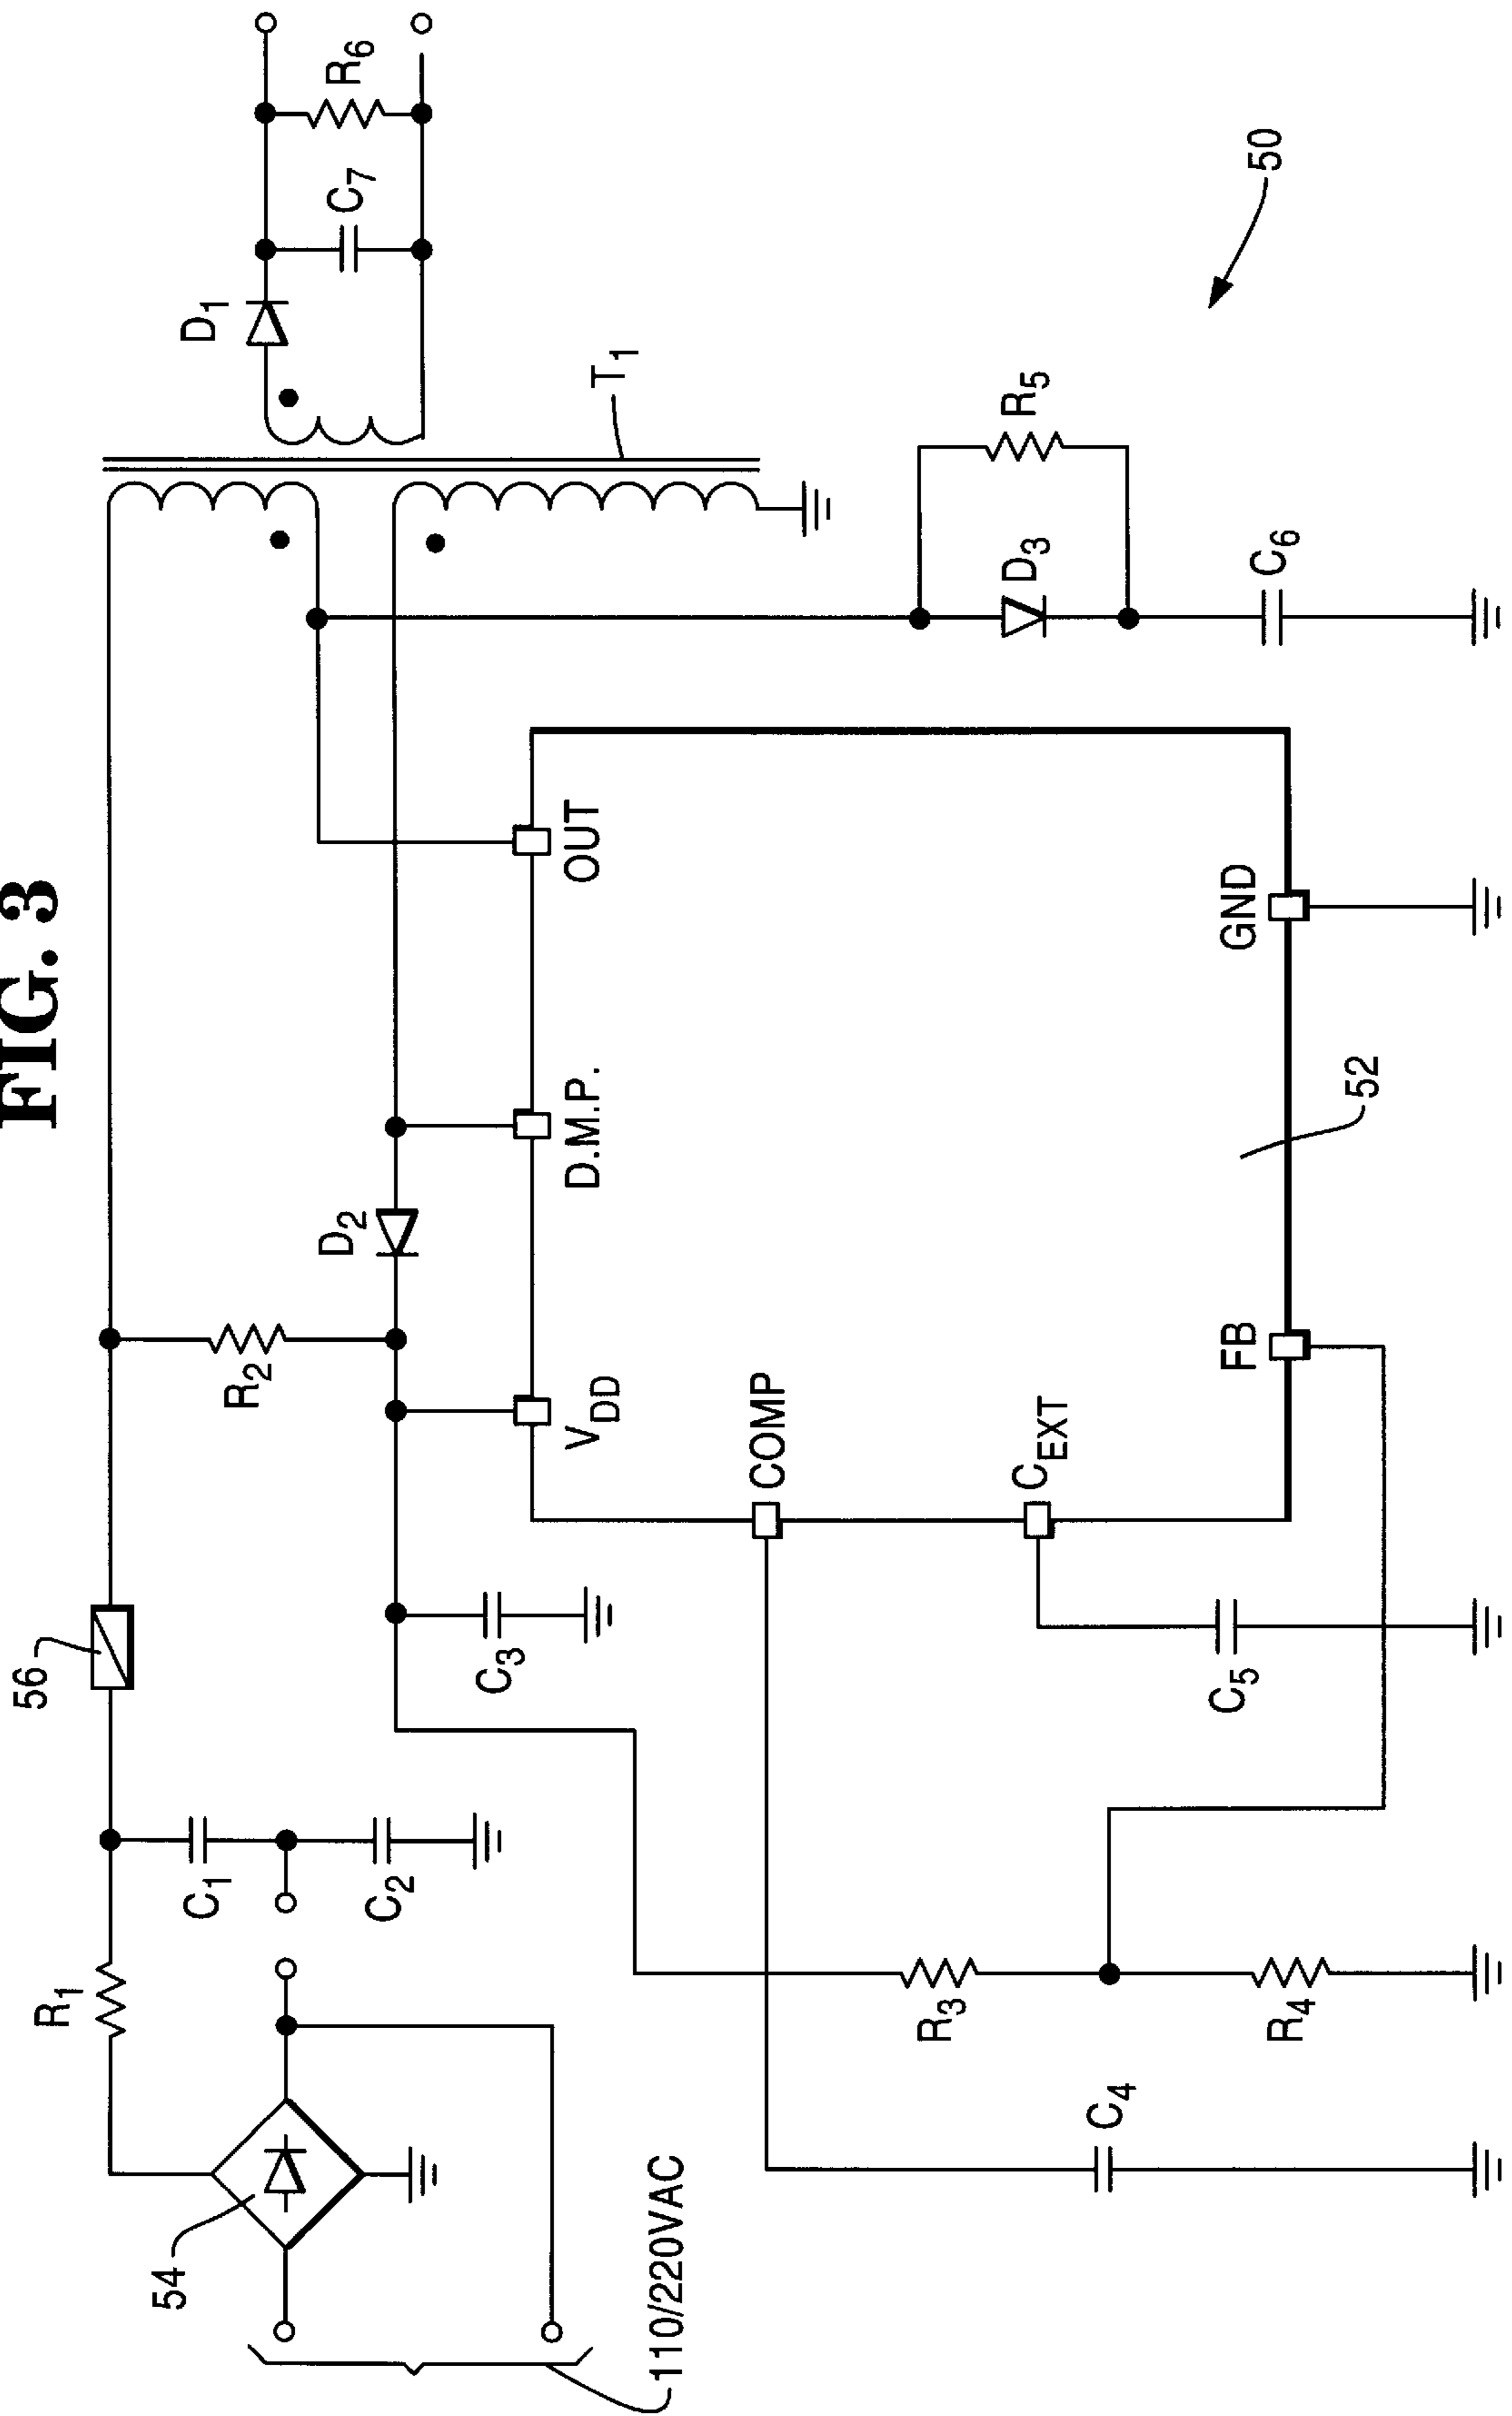 FIG. 3
56
R1
54
C1
C2
110/220VAC
R2
D2
C3
VDD
D.M.P.
OUT
COMP
CEXT
FB
GND
52
C5
R3
R4
C4
D1
C7
R6
T1
R5
D3
C6
50